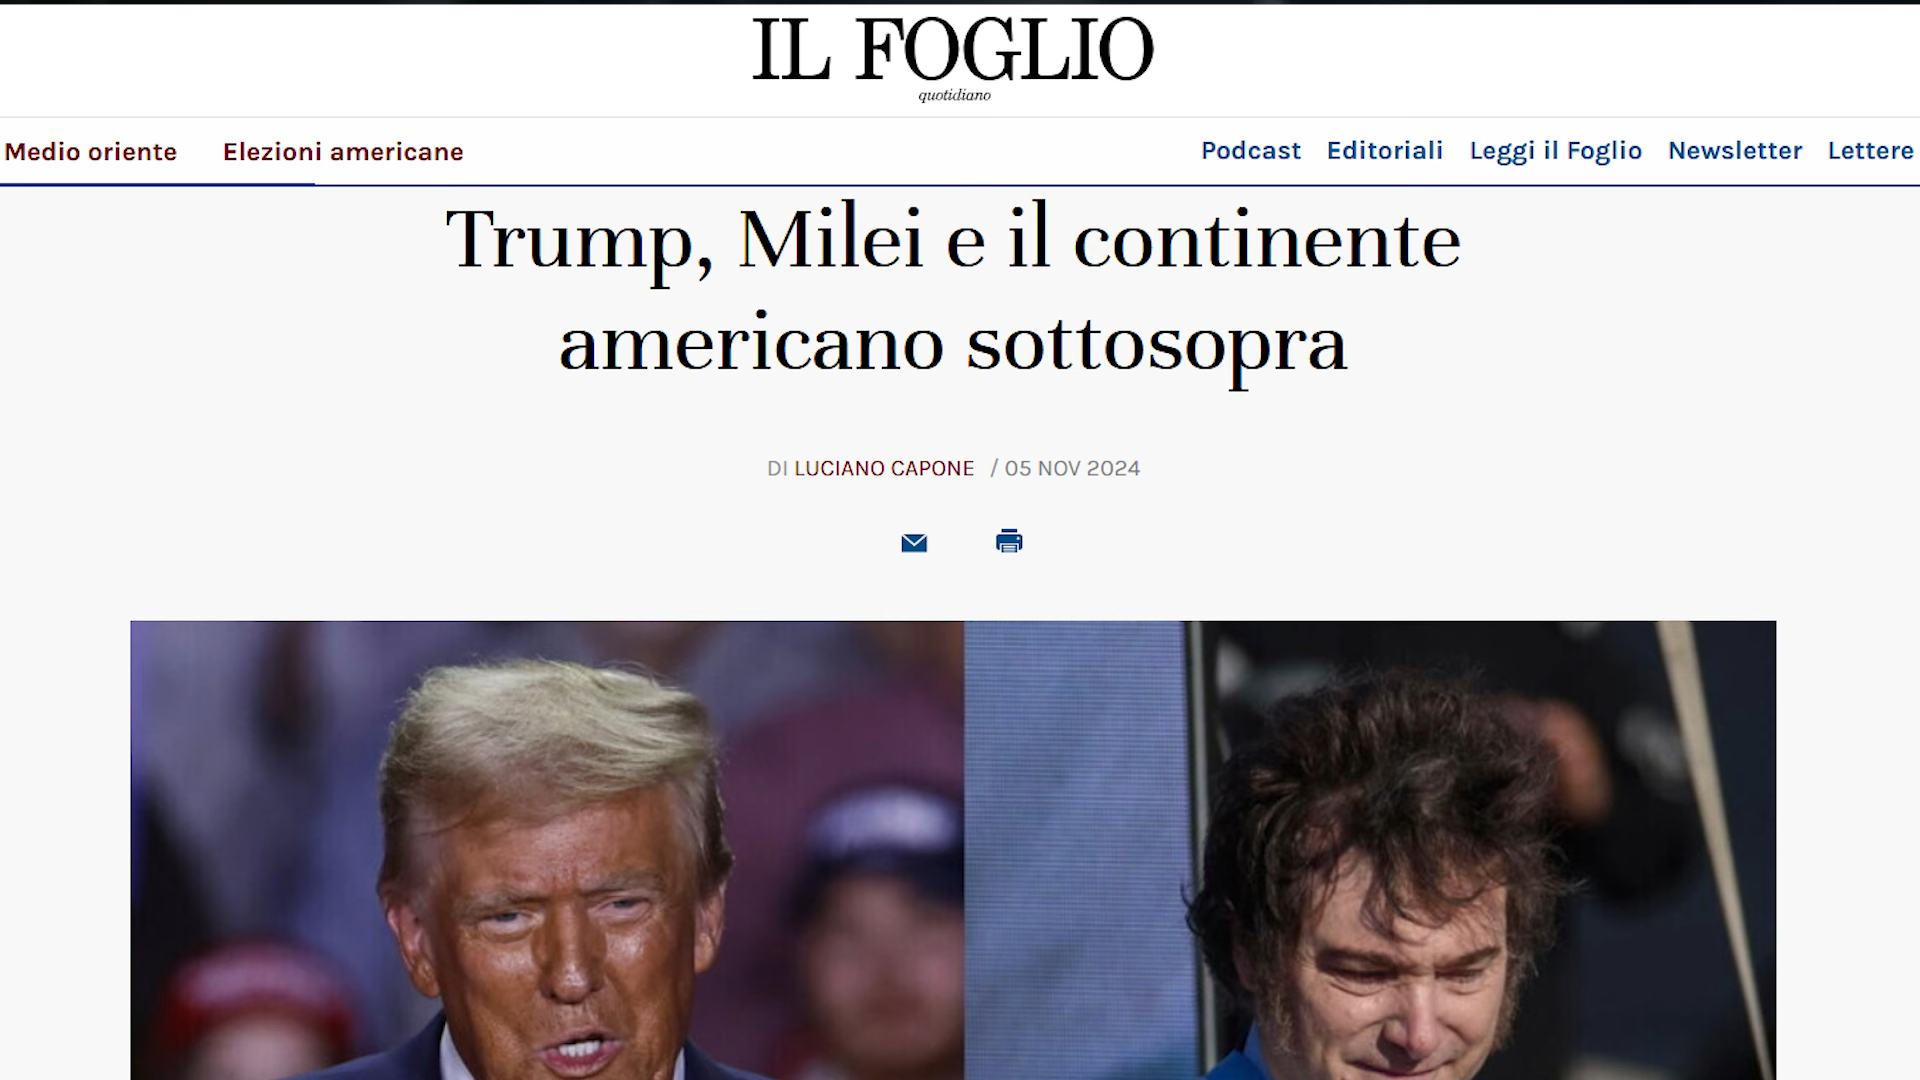 IL FOGLIO
quotidiano
Medio oriente Elezioni americane Podcast Editoriali Leggi il Foglio Newsletter Lettere
Trump, Milei e il continente
americano sottosopra
DI LUCIANO CAPONE / 05 NOV 2024